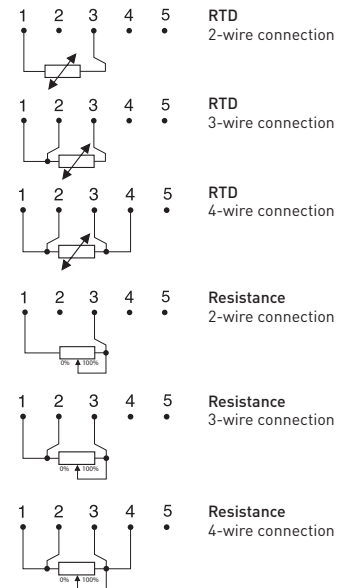 1 2 3 4 5
RTD
2-wire connection
1 2 3 4 5
RTD
3-wire connection
1 2 3 4 5
RTD
4-wire connection
1 2 3 4 5
Resistance
2-wire connection
0% 100%
1 2 3 4 5
Resistance
3-wire connection
0% 100%
1 2 3 4 5
Resistance
4-wire connection
0% 100%